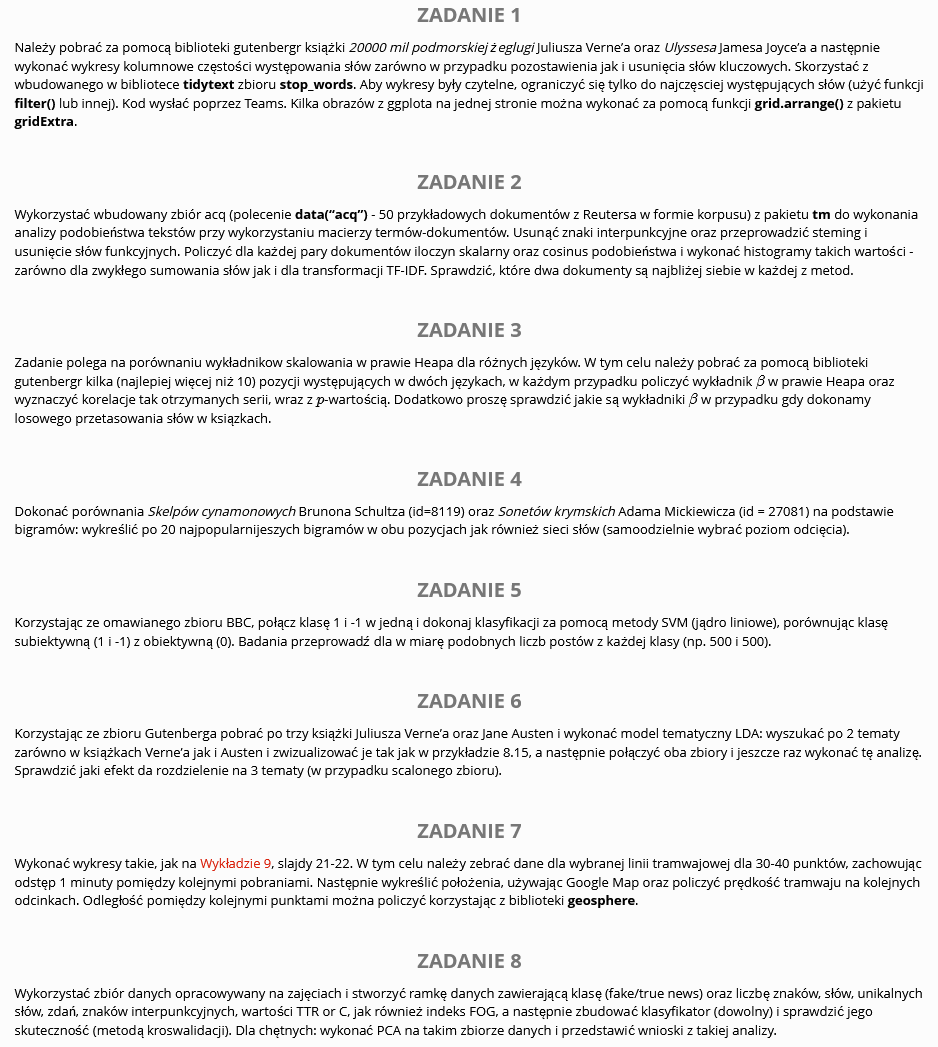 ZADANIE 1
Należy pobrać za pomocą biblioteki gutenbergr książki 20000 mil podmorskiej żeglugi Juliusza Verne’a oraz Ulyssesa Jamesa Joyce’a a następnie
wykonać wykresy kolumnowe częstości występowania słów zarówno w przypadku pozostawienia jak i usunięcia słów kluczowych. Skorzystać z
wbudowanego w bibliotece tidytext zbioru stop_words. Aby wykresy były czytelne, ograniczyć się tylko do najczęsciej występujących słów (użyć funkcji
filter() lub innej). Kod wysłać poprzez Teams. Kilka obrazów z ggplota na jednej stronie można wykonać za pomocą funkcji grid.arrange() z pakietu
gridExtra.
ZADANIE 2
Wykorzystać wbudowany zbiór acq (polecenie data(“acq”) - 50 przykładowych dokumentów z Reutersa w formie korpusu) z pakietu tm do wykonania
analizy podobieństwa tekstów przy wykorzystaniu macierzy termów-dokumentów. Usunąć znaki interpunkcyjne oraz przeprowadzić steming i
usunięcie słów funkcyjnych. Policzyć dla każdej pary dokumentów iloczyn skalarny oraz cosinus podobieństwa i wykonać histogramy takich wartości -
zarówno dla zwykłego sumowania słów jak i dla transformacji TF-IDF. Sprawdzić, które dwa dokumenty są najbliżej siebie w każdej z metod.
ZADANIE 3
Zadanie polega na porównaniu wykładnikow skalowania w prawie Heapa dla różnych języków. W tym celu należy pobrać za pomocą biblioteki
gutenbergr kilka (najlepiej więcej niż 10) pozycji występujących w dwóch językach, w każdym przypadku policzyć wykładnik β w prawie Heapa oraz
wyznaczyć korelacje tak otrzymanych serii, wraz z p-wartością. Dodatkowo proszę sprawdzić jakie są wykładniki β w przypadku gdy dokonamy
losowego przetasowania słów w ksiązkach.
ZADANIE 4
Dokonać porównania Sklepów cynamonowych Brunona Schultza (id=8119) oraz Sonetów krymskich Adama Mickiewicza (id = 27081) na podstawie
bigramów: wykreślić po 20 najpopularnijeszych bigramów w obu pozycjach jak również sieci słów (samoodzielnie wybrać poziom odcięcia).
ZADANIE 5
Korzystając ze omawianego zbioru BBC, połącz klasę 1 i -1 w jedną i dokonaj klasyfikacji za pomocą metody SVM (jądro liniowe), porównując klasę
subiektywną (1 i -1) z obiektywną (0). Badania przeprowadź dla w miarę podobnych liczb postów z każdej klasy (np. 500 i 500).
ZADANIE 6
Korzystając ze zbioru Gutenberga pobrać po trzy książki Juliusza Verne’a oraz Jane Austen i wykonać model tematyczny LDA: wyszukać po 2 tematy
zarówno w książkach Verne’a jak i Austen i zwizualizować je tak jak w przykładzie 8.15, a następnie połączyć oba zbiory i jeszcze raz wykonać tę analizę.
Sprawdzić jaki efekt da rozdzielenie na 3 tematy (w przypadku scalonego zbioru).
ZADANIE 7
Wykonać wykresy takie, jak na Wykładzie 9, slajdy 21-22. W tym celu należy zebrać dane dla wybranej linii tramwajowej dla 30-40 punktów, zachowując
odstęp 1 minuty pomiędzy kolejnymi pobraniami. Następnie wykreślić położenia, używając Google Map oraz policzyć prędkość tramwaju na kolejnych
odcinkach. Odległość pomiędzy kolejnymi punktami można policzyć korzystając z biblioteki geosphere.
ZADANIE 8
Wykorzystać zbiór danych opracowywany na zajęciach i stworzyć ramkę danych zawierającą klasę (fake/true news) oraz liczbę znaków, słów, unikalnych
słów, zdań, znaków interpunkcyjnych, wartości TTR or C, jak również indeks FOG, a następnie zbudować klasyfikator (dowolny) i sprawdzić jego
skuteczność (metodą kroswalidacji). Dla chętnych: wykonać PCA na takim zbiorze danych i przedstawić wnioski z takiej analizy.